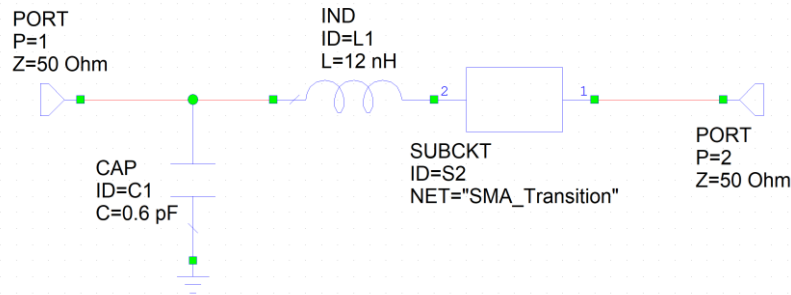 PORT
P=1
Z=50 Ohm
IND
ID=L1
L=12 nH
2
1
CAP
ID=C1
C=0.6 pF
SUBCKT
ID=S2
NET="SMA_Transition"
PORT
P=2
Z=50 Ohm